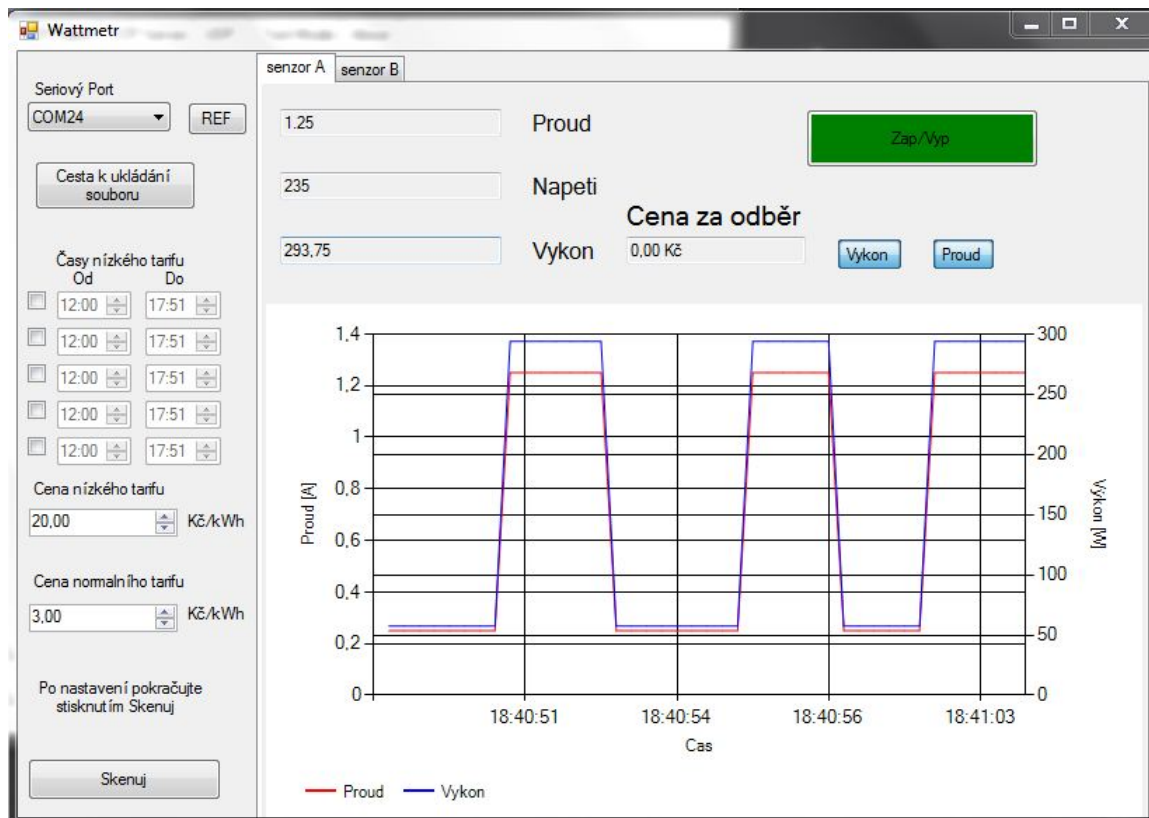 Wattmetr
senzor A senzor B
Seriový Port
COM24 REF
Cesta k ukládání
souboru
Časy nízkého tarifu
Od Do
12:00 17:51
12:00 17:51
12:00 17:51
12:00 17:51
12:00 17:51
Cena nízkého tarifu
20,00 Kč/kWh
Cena normalního tarifu
3,00 Kč/kWh
Po nastavení pokračujte
stisknutím Skenuj
Skenuj
1.25 Proud
Zap/Vyp
235 Napeti
Cena za odběr
293,75 Vykon 0,00 Kč Vykon Proud
1,4
1,2
1
0,8
0,6
0,4
0,2
0
Proud [A]
300
250
200
150
100
50
0
Výkon [W]
18:40:51 18:40:54 18:40:56 18:41:03
Cas
Proud Vykon